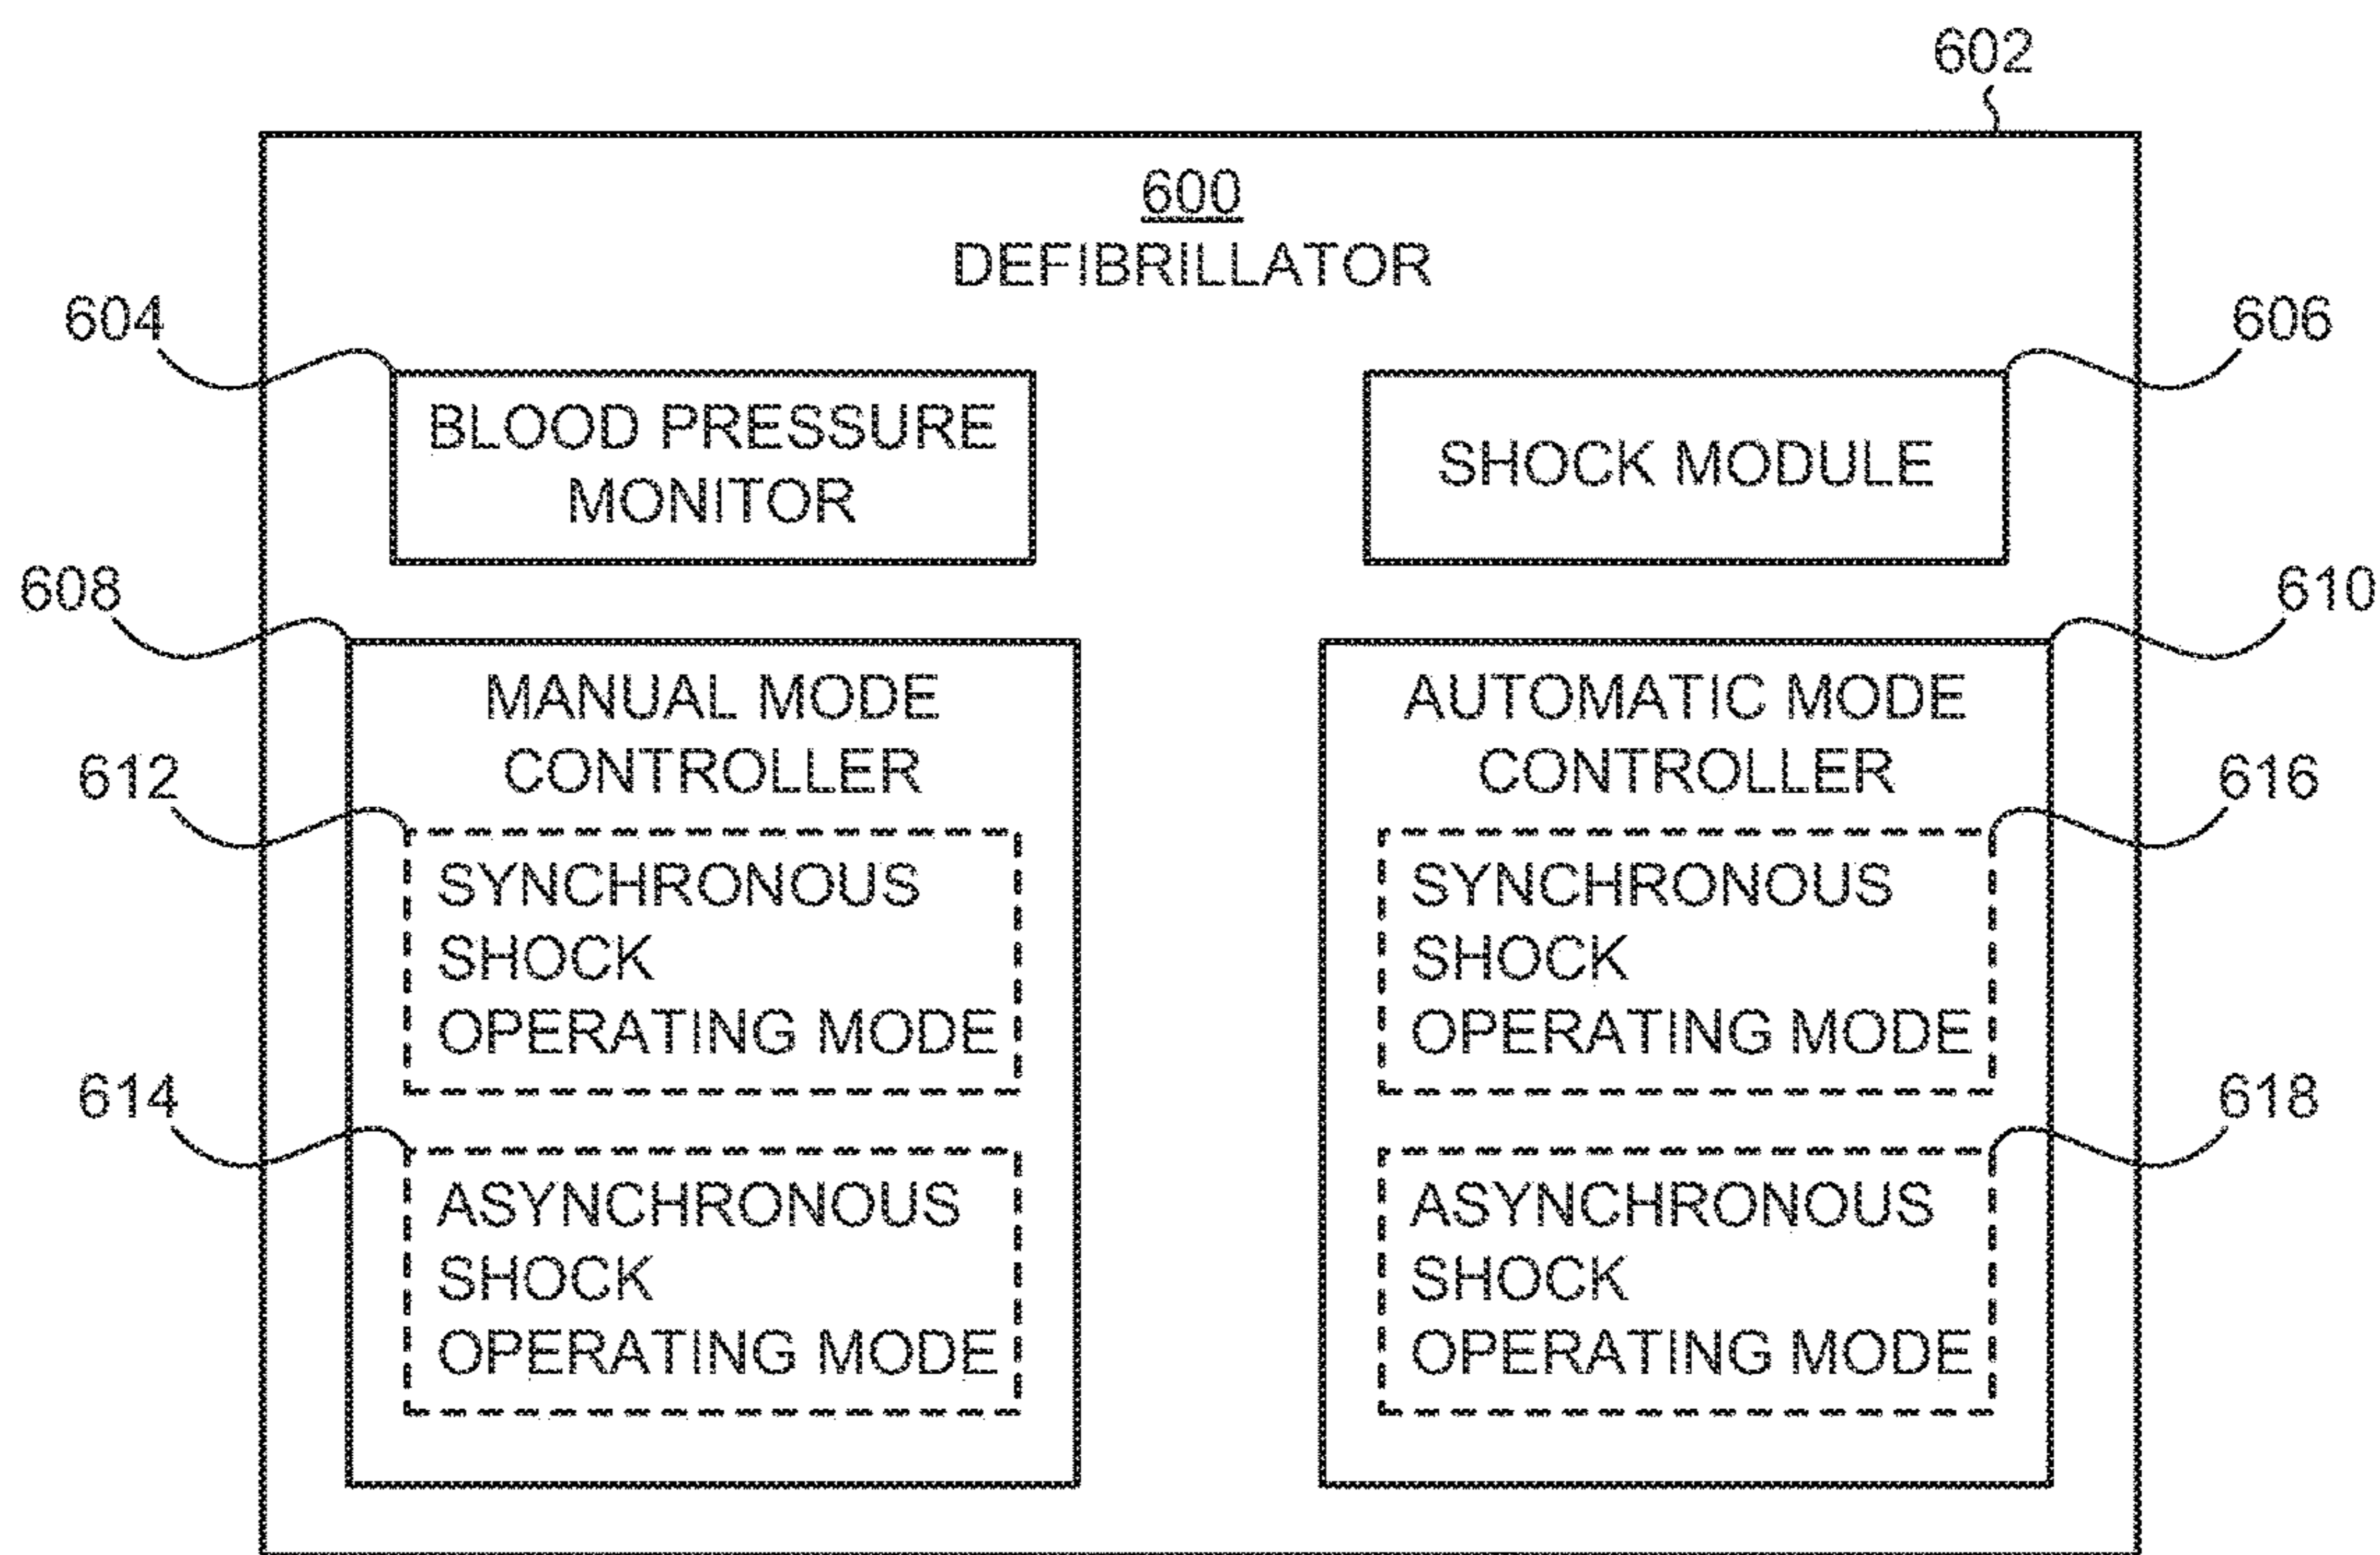 602
600
DEFIBRILLATOR
604
606
BLOOD PRESSURE
MONITOR
SHOCK MODULE
608
610
MANUAL MODE
CONTROLLER
AUTOMATIC MODE
CONTROLLER
612
616
SYNCHRONOUS
SHOCK
OPERATING MODE
SYNCHRONOUS
SHOCK
OPERATING MODE
614
618
ASYNCHRONOUS
SHOCK
OPERATING MODE
ASYNCHRONOUS
SHOCK
OPERATING MODE